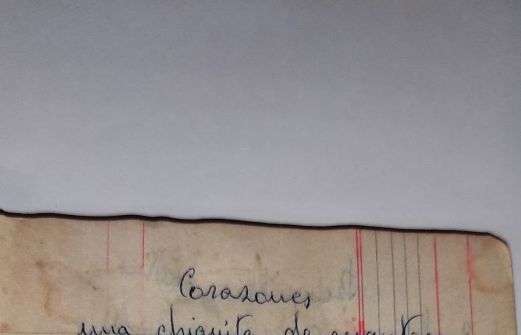 Corazones
una chiquita de